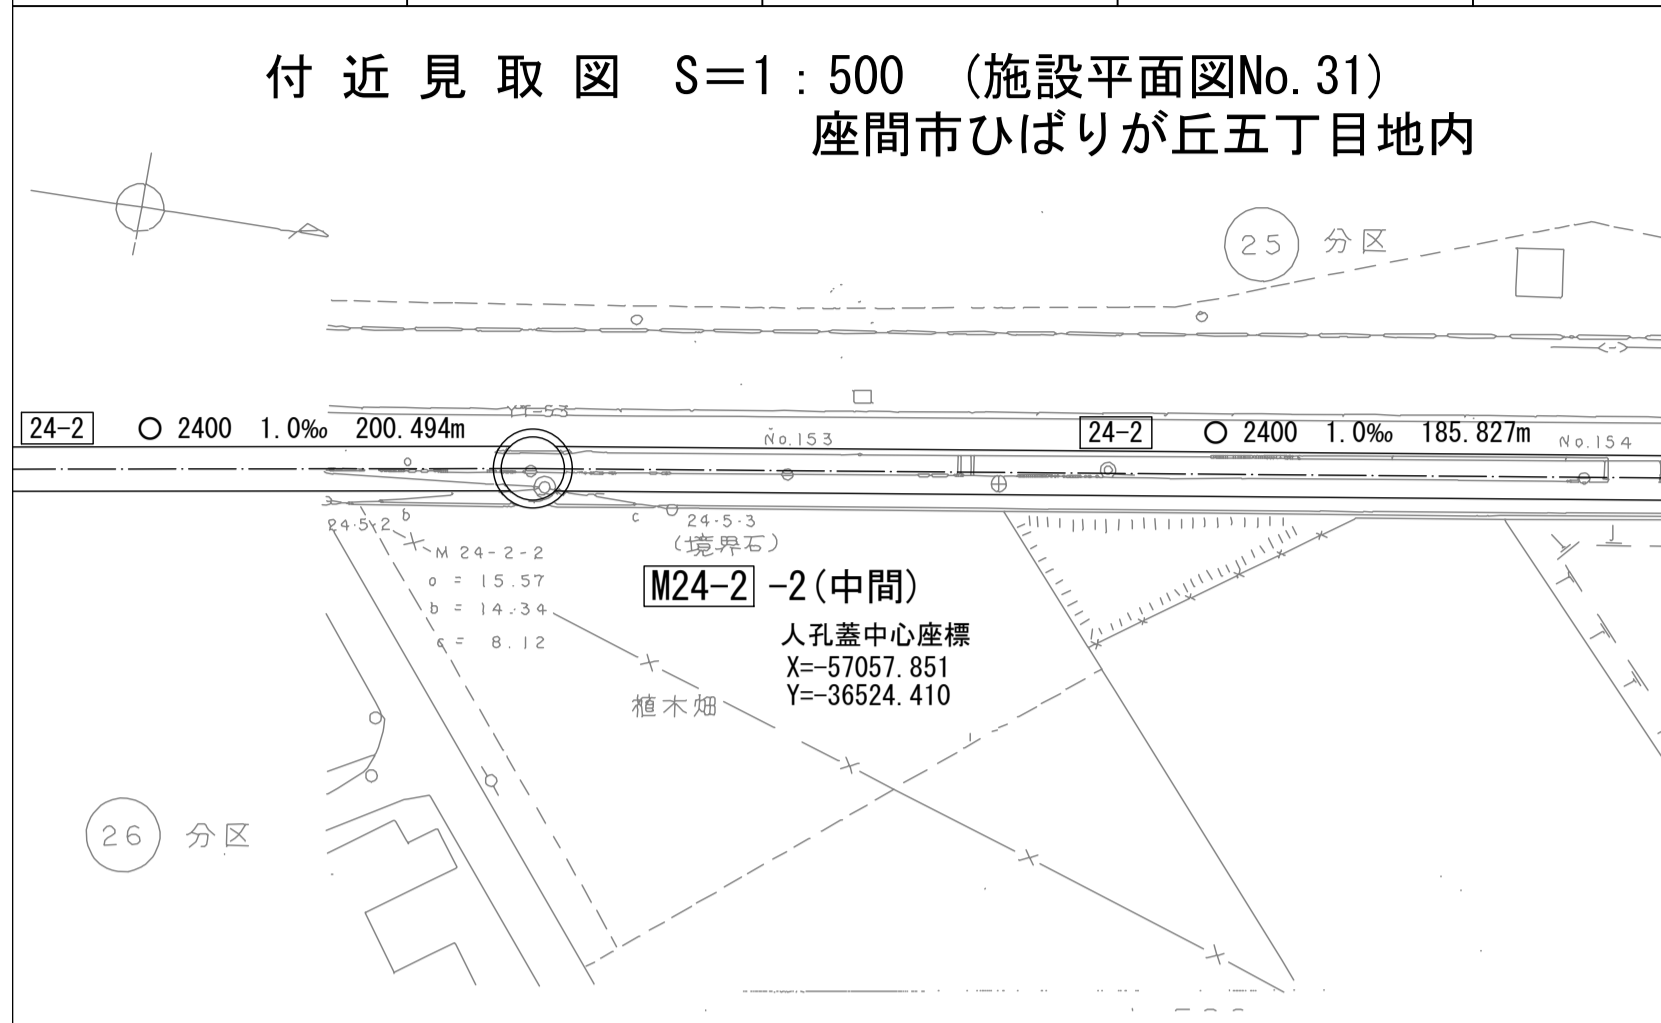 付近見取図 S=1:500 (施設平面図No.31)
座間市ひばりが丘五丁目地内
25 分区
YT-53
24-2 ○ 2400 1.0‰ 200.494m
No.153
24-2 ○ 2400 1.0‰ 185.827m
No.154
24-5-2
b
c
24-5-3
(境界石)
M 24-2-2
a = 15.57
b = 14.34
c = 8.12
M24-2 -2(中間)
人孔蓋中心座標
X=-57057.851
Y=-36524.410
植木畑
26 分区